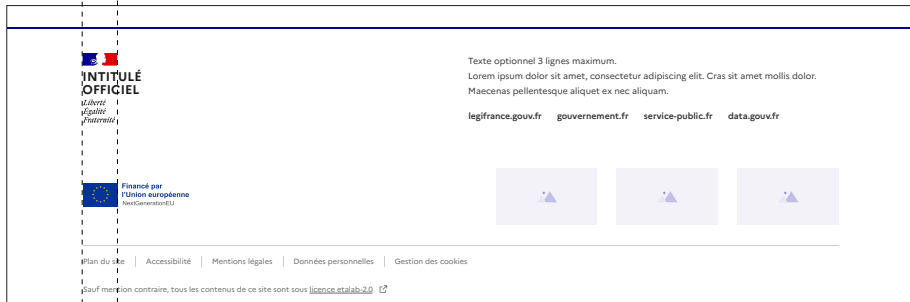 INTITULÉ
OFFICIEL
Liberté
Égalité
Fraternité
Texte optionnel 3 lignes maximum.
Lorem ipsum dolor sit amet, consectetur adipiscing elit. Cras sit amet mollis dolor.
Maecenas pellentesque aliquet ex nec aliquam.
legifrance.gouv.fr gouvernement.fr service-public.fr data.gouv.fr
Financé par
l'Union européenne
NextGenerationEU
Plan du site Accessibilité Mentions légales Données personnelles Gestion des cookies
Sauf mention contraire, tous les contenus de ce site sont sous licence etalab-2.0